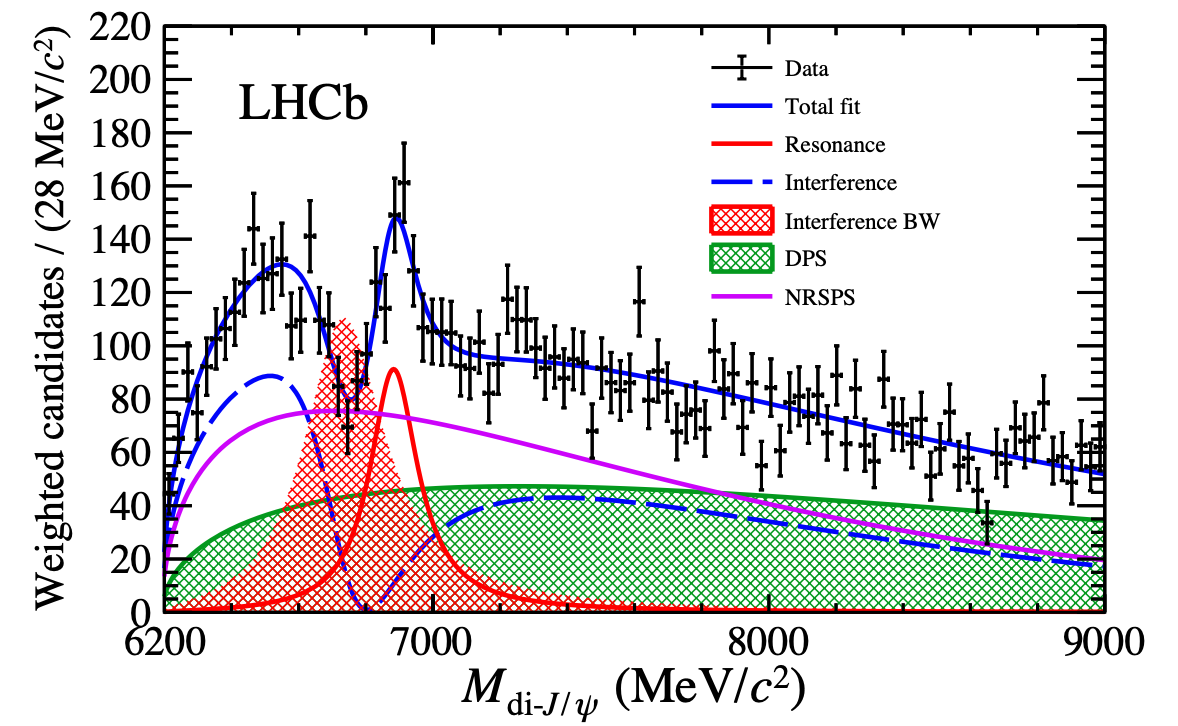 Weighted candidates / (28 MeV/c²)
220
200
180
160
140
120
100
80
60
40
20
0
LHCb
Data
Total fit
Resonance
Interference
Interference BW
DPS
NRSPS
6200 7000 8000 9000
M di-J/ψ (MeV/c²)